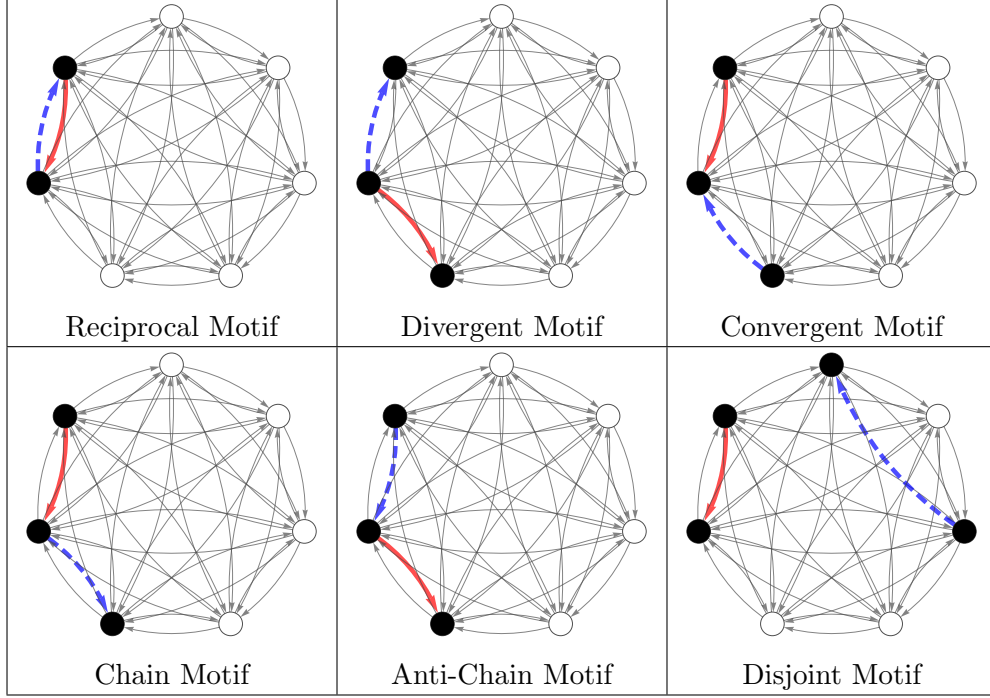 Reciprocal Motif
Divergent Motif
Convergent Motif
Chain Motif
Anti-Chain Motif
Disjoint Motif